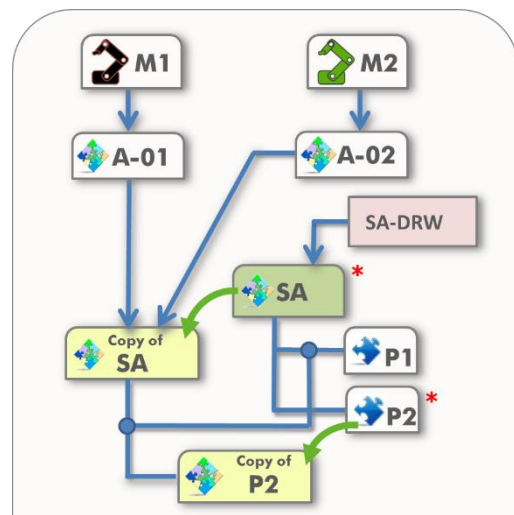 M1
M2
A-01
A-02
SA-DRW
SA
*
Copy of
SA
P1
P2
*
Copy of
P2